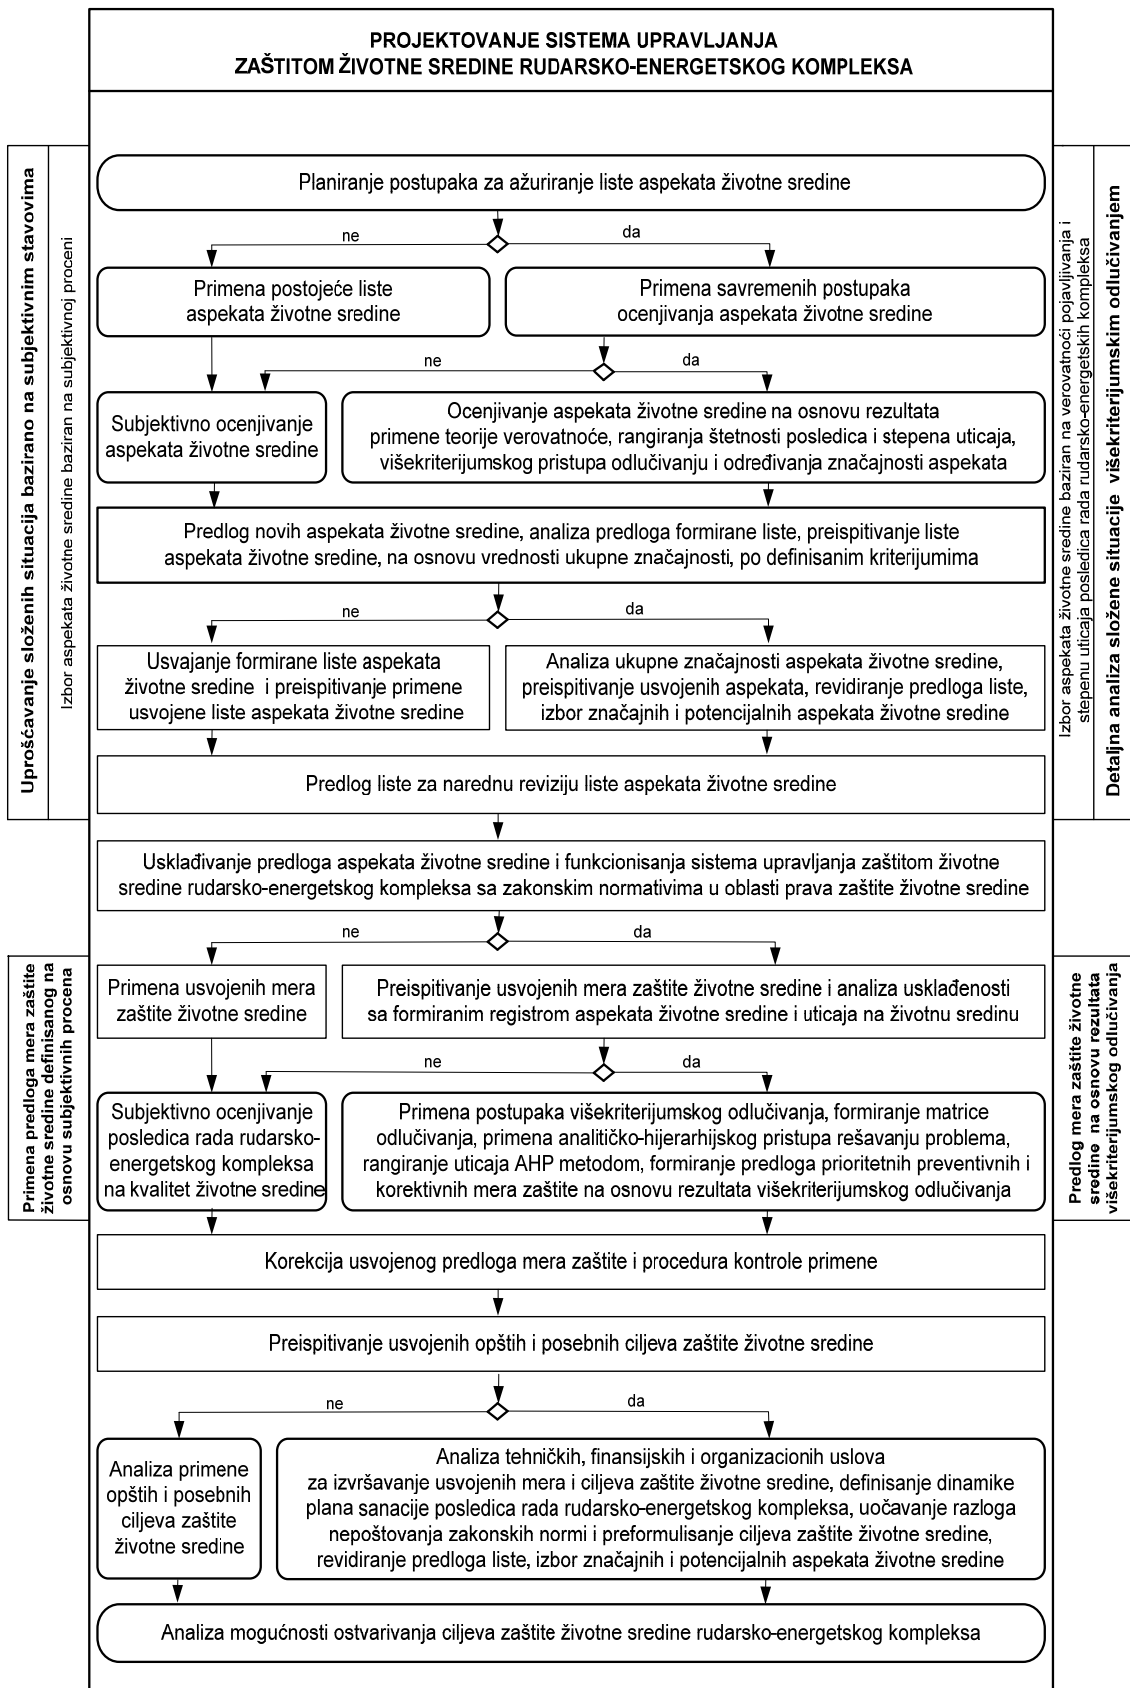 PROJEKTOVANJE SISTEMA UPRAVLJANJA
ZAŠTITOM ŽIVOTNE SREDINE RUDARSKO-ENERGETSKOG KOMPLEKSA
Uprošćavanje složenih situacija bazirano na subjektivnim stavovima
Izbor aspekata životne sredine baziran na subjektivnoj proceni
Izbor aspekata životne sredine baziran na verovatnoći pojavljivanja i
stepenu uticaja posledica rada rudarsko-energetskih kompleksa
Detaljna analiza složene situacije višekriterijumskim odlučivanjem
Planiranje postupaka za ažuriranje liste aspekata životne sredine
ne
da
Primena postojeće liste
aspekata životne sredine
Primena savremenih postupaka
ocenjivanja aspekata životne sredine
ne
da
Subjektivno ocenjivanje
aspekata životne sredine
Ocenjivanje aspekata životne sredine na osnovu rezultata
primene teorije verovatnoće, rangiranja štetnosti posledica i stepena uticaja,
višekriterijumskog pristupa odlučivanju i određivanja značajnosti aspekata
Predlog novih aspekata životne sredine, analiza predloga formirane liste, preispitivanje liste
aspekata životne sredine, na osnovu vrednosti ukupne značajnosti, po definisanim kriterijumima
ne
da
Usvajanje formirane liste aspekata
životne sredine i preispitivanje primene
usvojene liste aspekata životne sredine
Analiza ukupne značajnosti aspekata životne sredine,
preispitivanje usvojenih aspekata, revidiranje predloga liste,
izbor značajnih i potencijalnih aspekata životne sredine
Predlog liste za narednu reviziju liste aspekata životne sredine
Usklađivanje predloga aspekata životne sredine i funkcionisanja sistema upravljanja zaštitom životne
sredine rudarsko-energetskog kompleksa sa zakonskim normativima u oblasti prava zaštite životne sredine
ne
da
Primena predloga mera zaštite
životne sredine definisanog na
osnovu subjektivnih procena
Predlog mera zaštite životne
sredine na osnovu rezultata
višekriterijumskog odlučivanja
Primena usvojenih mera
zaštite životne sredine
Preispitivanje usvojenih mera zaštite životne sredine i analiza usklađenosti
sa formiranim registrom aspekata životne sredine i uticaja na životnu sredinu
ne
da
Subjektivno ocenjivanje
posledica rada rudarsko-
energetskog kompleksa
na kvalitet životne sredine
Primena postupaka višekriterijumskog odlučivanja, formiranje matrice
odlučivanja, primena analitičko-hijerarhijskog pristupa rešavanju problema,
rangiranje uticaja AHP metodom, formiranje predloga prioritetnih preventivnih i
korektivnih mera zaštite na osnovu rezultata višekriterijumskog odlučivanja
Korekcija usvojenog predloga mera zaštite i procedura kontrole primene
Preispitivanje usvojenih opštih i posebnih ciljeva zaštite životne sredine
ne
da
Analiza primene
opštih i posebnih
ciljeva zaštite
životne sredine
Analiza tehničkih, finansijskih i organizacionih uslova
za izvršavanje usvojenih mera i ciljeva zaštite životne sredine, definisanje dinamike
plana sanacije posledica rada rudarsko-energetskog kompleksa, uočavanje razloga
nepoštovanja zakonskih normi i preformulisanje ciljeva zaštite životne sredine,
revidiranje predloga liste, izbor značajnih i potencijalnih aspekata životne sredine
Analiza mogućnosti ostvarivanja ciljeva zaštite životne sredine rudarsko-energetskog kompleksa